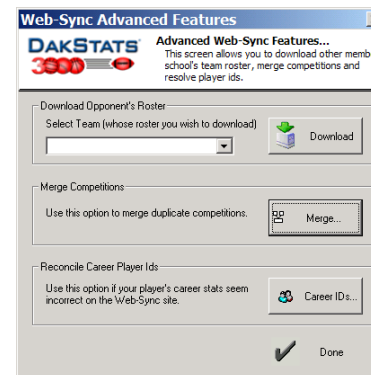 Web-Sync Advanced Features
DAKSTATS
3000
Advanced Web-Sync Features...
This screen allows you to download other memb
school's team roster, merge competitions and
resolve player ids.
Download Opponent's Roster
Select Team (whose roster you wish to download)
Download
Merge Competitions
Use this option to merge duplicate competitions.
Merge...
Reconcile Career Player Ids
Use this option if your player's career stats seem
incorrect on the Web-Sync site.
Career IDs...
Done